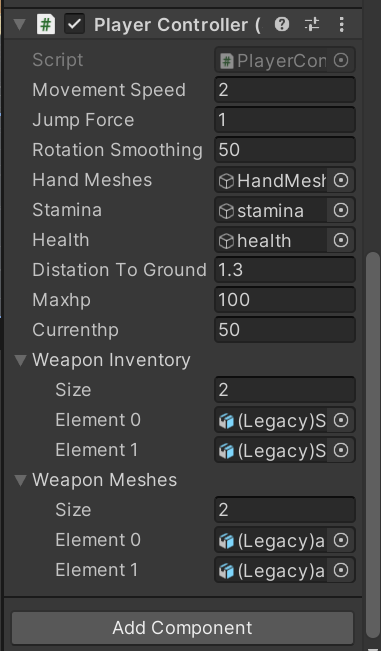 Player Controller (
Script PlayerCon
Movement Speed 2
Jump Force 1
Rotation Smoothing 50
Hand Meshes HandMesh
Stamina stamina
Health health
Distation To Ground 1.3
Maxhp 100
Currenthp 50
Weapon Inventory
Size 2
Element 0 (Legacy)S
Element 1 (Legacy)S
Weapon Meshes
Size 2
Element 0 (Legacy)a
Element 1 (Legacy)a
Add Component